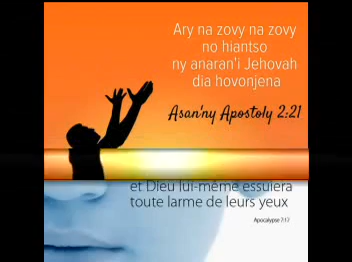 Ary na zovy na zovy
no hiantso
ny anaran'i Jehovah
dia hovonjena
Asan'ny Apostoly 2:21
et Dieu lui-même essuiera
toute larme de leurs yeux
Apocalypse 7:17